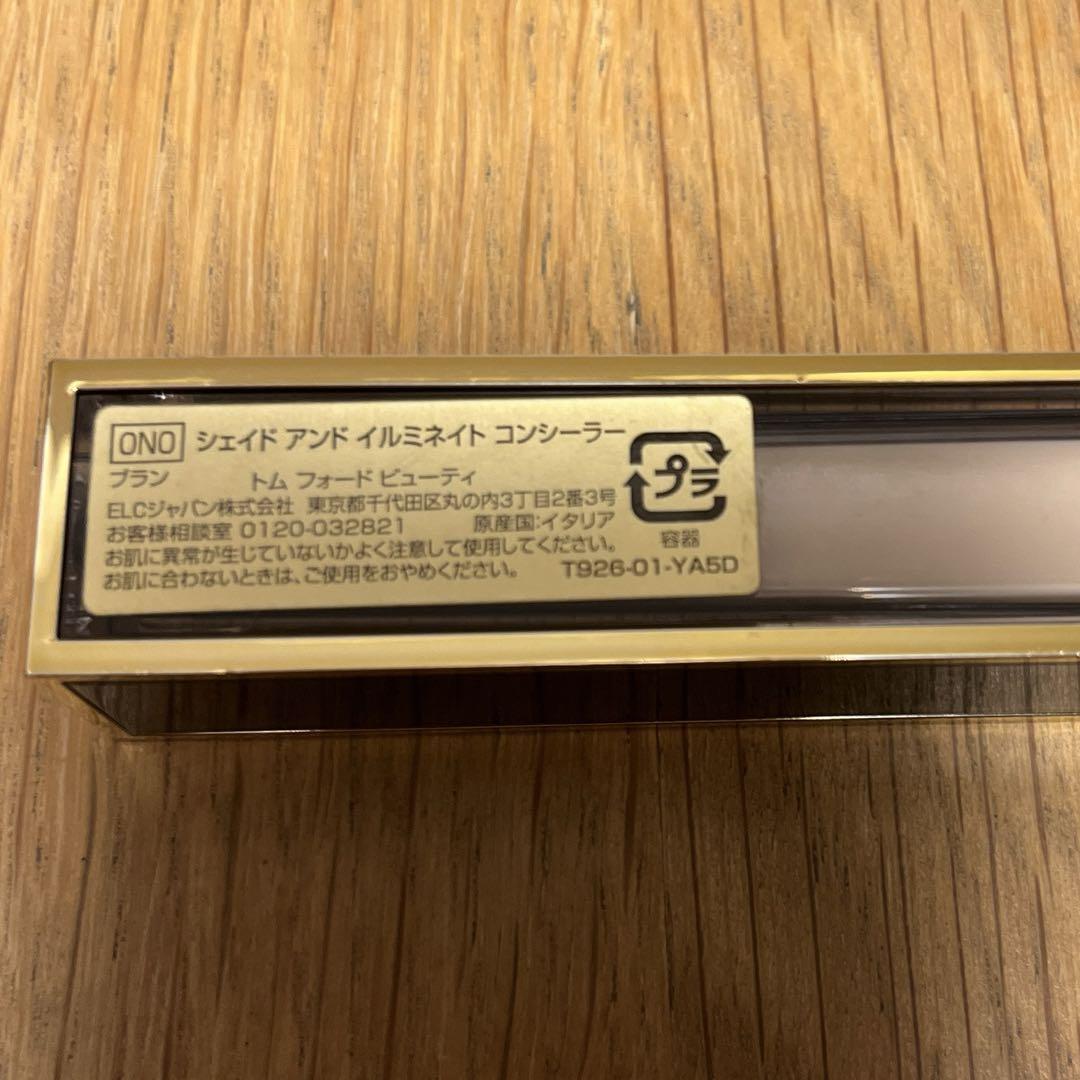 0N0 シェイド アンド イルミネイト コンシーラー
ブラン トム フォード ビューティ
ELCジャパン株式会社 東京都千代田区丸の内3丁目2番3号
お客様相談室 0120-032821 原産国:イタリア
お肌に異常が生じていないかよく注意して使用してください。
お肌に合わないときは、ご使用をおやめください。
プラ
容器
T926-01-YA5D